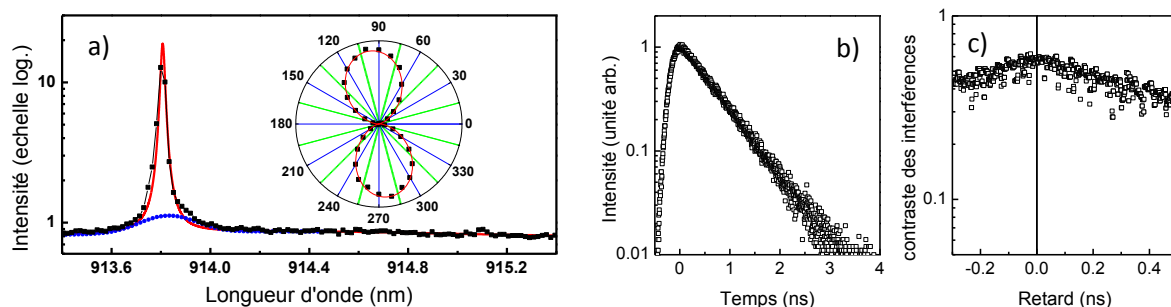 a)
Intensité (echelle log.)
10
1
913.6 914.0 914.4 914.8 915.2
Longueur d'onde (nm)
90
120 60
150 30
180 0
210 330
240 300
270
b)
Intensité (unité arb.)
1
0.1
0.01
0 1 2 3 4
Temps (ns)
c)
contraste des interférences
1
0.1
-0.2 0.0 0.2 0.4
Retard (ns)